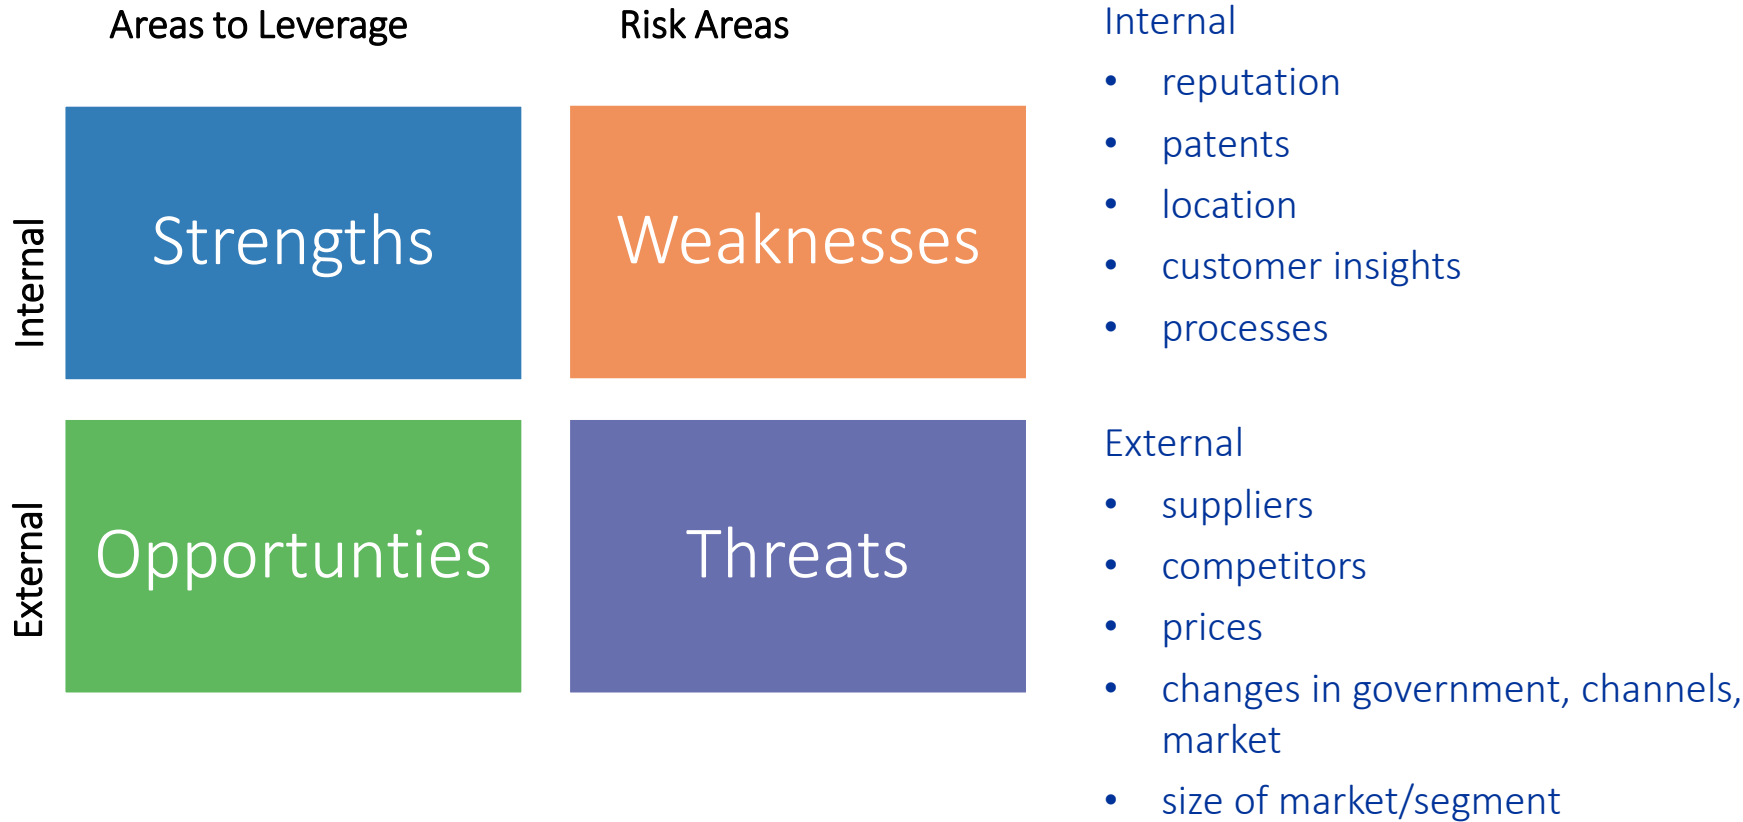 Areas to Leverage
Risk Areas
Internal
Strengths
Weaknesses
External
Opportunties
Threats
Internal
• reputation
• patents
• location
• customer insights
• processes
External
• suppliers
• competitors
• prices
• changes in government, channels,
market
• size of market/segment